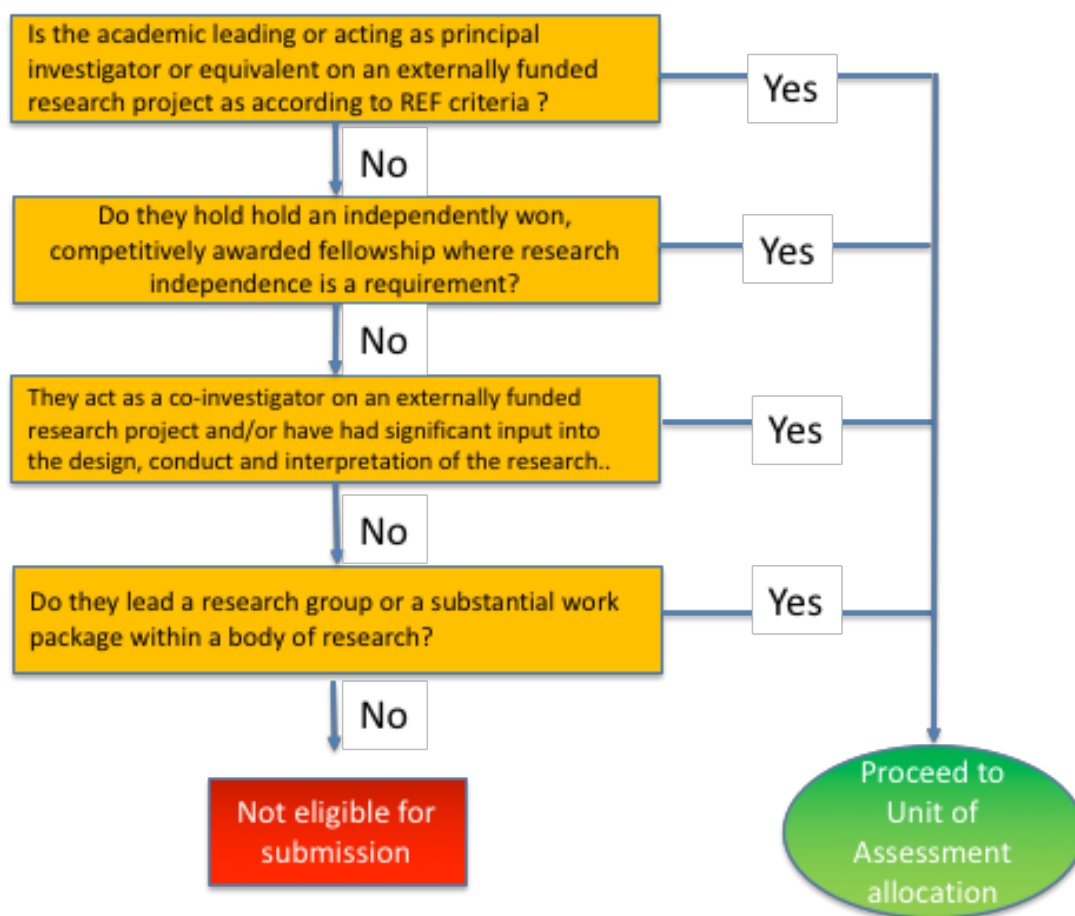 Is the academic leading or acting as principal
investigator or equivalent on an externally funded
research project as according to REF criteria ?
Yes
No
Do they hold hold an independently won,
competitively awarded fellowship where research
independence is a requirement?
Yes
No
They act as a co-investigator on an externally funded
research project and/or have had significant input into
the design, conduct and interpretation of the research..
Yes
No
Do they lead a research group or a substantial work
package within a body of research?
Yes
No
Not eligible for
submission
Proceed to
Unit of
Assessment
allocation